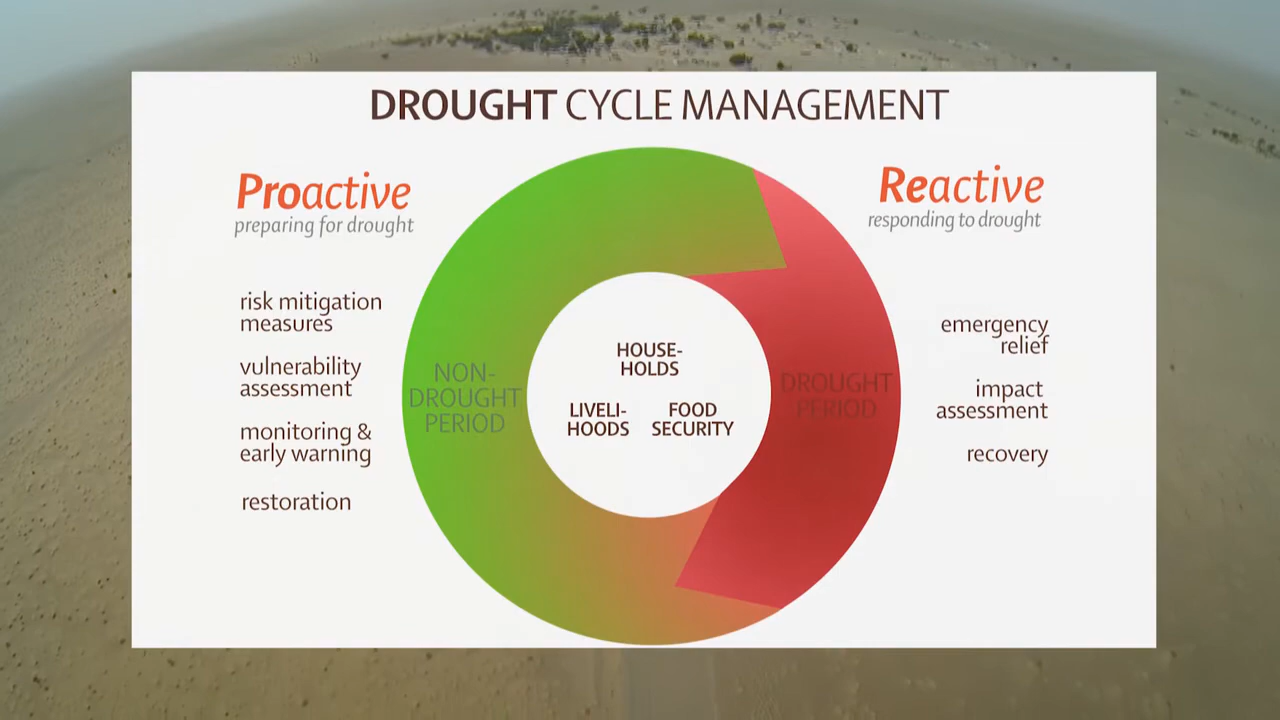 DROUGHT CYCLE MANAGEMENT
Proactive
preparing for drought
risk mitigation
measures
vulnerability
assessment
monitoring &
early warning
restoration
NON-
DROUGHT
PERIOD
HOUSE-
HOLDS
LIVELI-
HOODS
FOOD
SECURITY
DROUGHT
PERIOD
Reactive
responding to drought
emergency
relief
impact
assessment
recovery